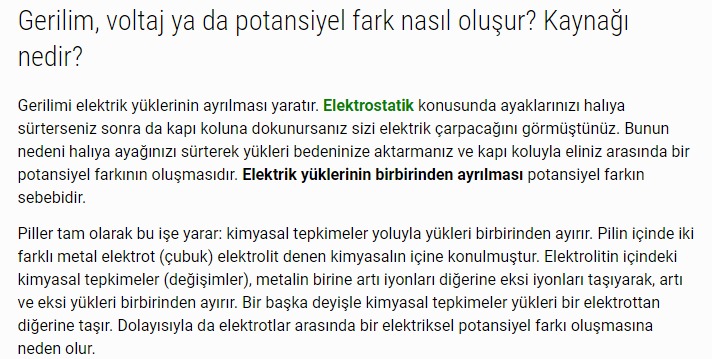 Gerilim, voltaj ya da potansiyel fark nasıl oluşur? Kaynağı
nedir?
Gerilimi elektrik yüklerinin ayrılması yaratır. Elektrostatik konusunda ayaklarınızı halıya
sürterseniz sonra da kapı koluna dokunursanız sizi elektrik çarpacağını görmüştünüz. Bunun
nedeni halıya ayağınızı sürterek yükleri bedeninize aktarmanız ve kapı koluyla eliniz arasında bir
potansiyel farkının oluşmasıdır. Elektrik yüklerinin birbirinden ayrılması potansiyel farkın
sebebidir.
Piller tam olarak bu işe yarar: kimyasal tepkimeler yoluyla yükleri birbirinden ayırır. Pilin içinde iki
farklı metal elektrot (çubuk) elektrolit denen kimyasalın içine konulmuştur. Elektrolitin içindeki
kimyasal tepkimeler (değişimler), metalin birine artı iyonları diğerine eksi iyonları taşıyarak, artı
ve eksi yükleri birbirinden ayırır. Bir başka deyişle kimyasal tepkimeler yükleri bir elektrottan
diğerine taşır. Dolayısıyla da elektrotlar arasında bir elektriksel potansiyel farkı oluşmasına
neden olur.